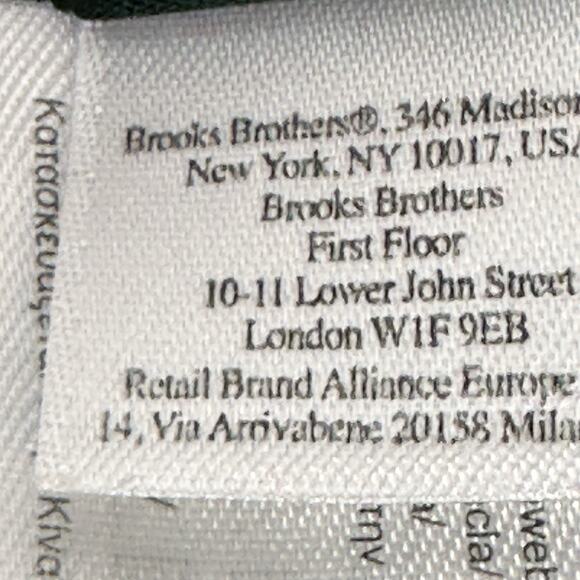 Brooks Brothers®, 346 Madison
New York, NY 10017, USA
Brooks Brothers
First Floor
10-11 Lower John Street
London W1F 9EB
Retail Brand Alliance Europe
14, Via Arrivabene 20158 Mila